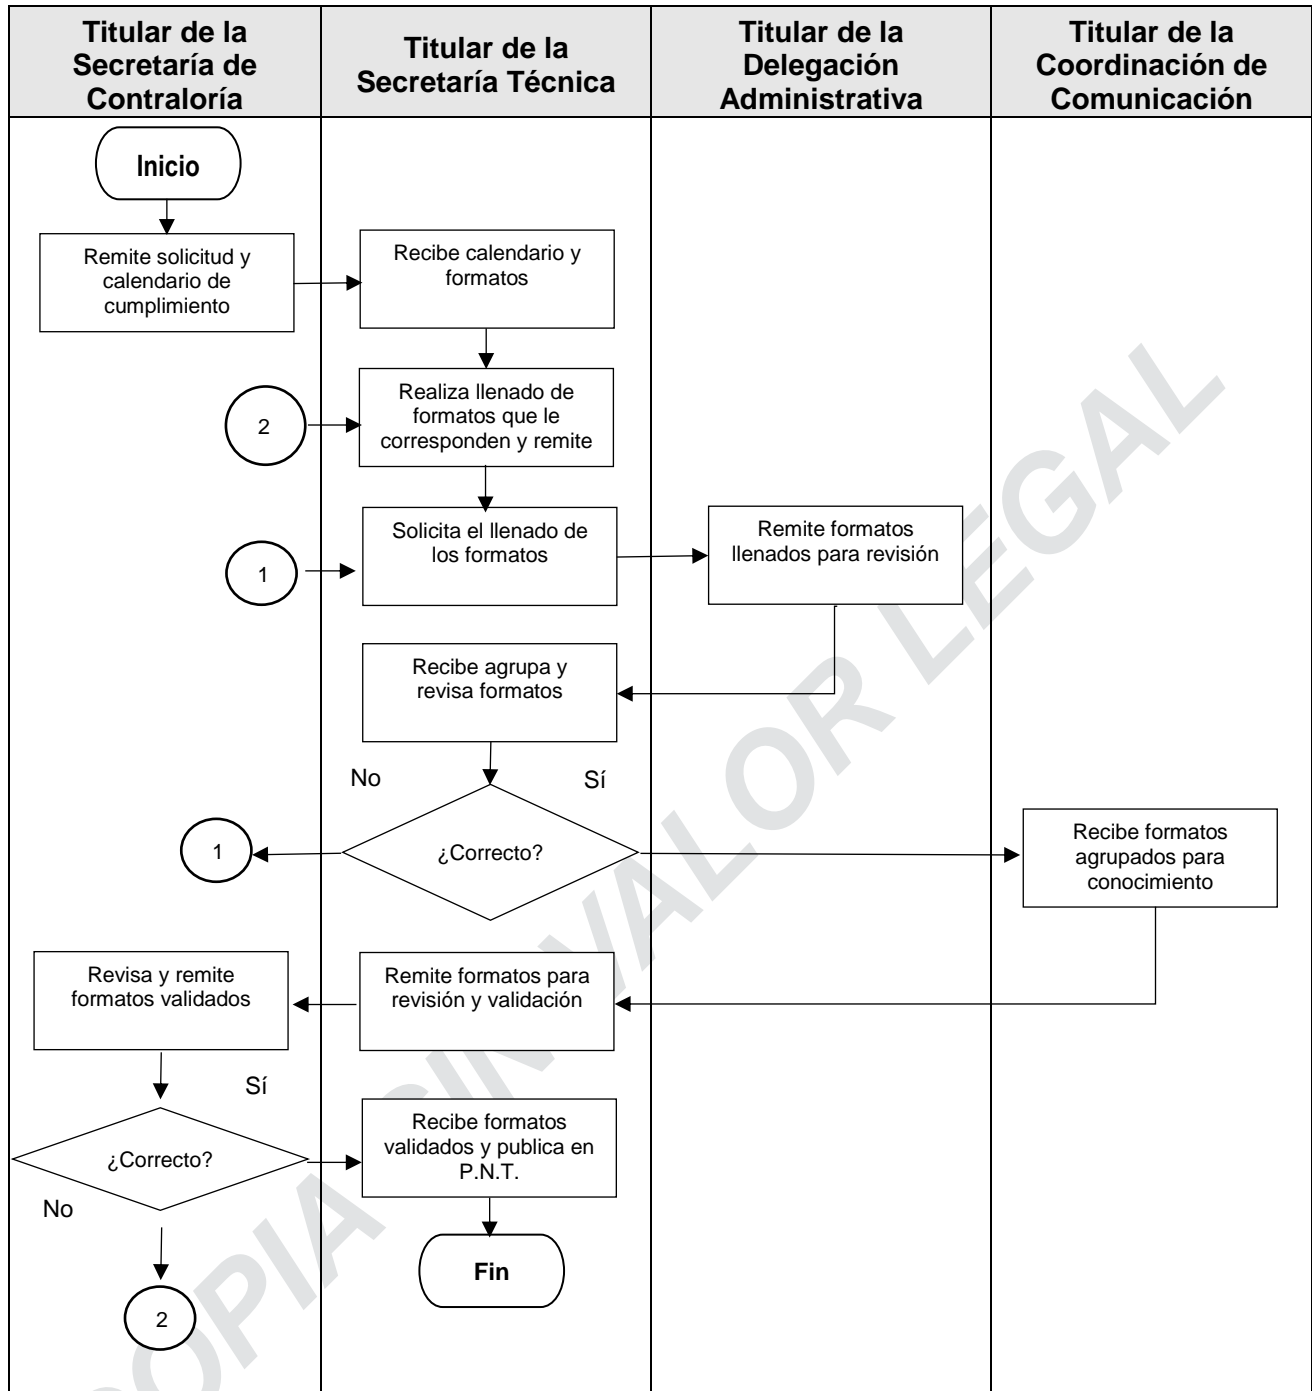 Titular de la
Secretaría de
Contraloría
Titular de la
Secretaría Técnica
Titular de la
Delegación
Administrativa
Titular de la
Coordinación de
Comunicación
Inicio
Remite solicitud y
calendario de
cumplimiento
Recibe calendario y
formatos
2
Realiza llenado de
formatos que le
corresponden y remite
1
Solicita el llenado de
los formatos
Remite formatos
llenados para revisión
Recibe agrupa y
revisa formatos
No
Sí
1
¿Correcto?
Recibe formatos
agrupados para
conocimiento
Revisa y remite
formatos validados
Remite formatos para
revisión y validación
Sí
¿Correcto?
No
Recibe formatos
validados y publica en
P.N.T.
Fin
2
COPIA SIN VALOR LEGAL